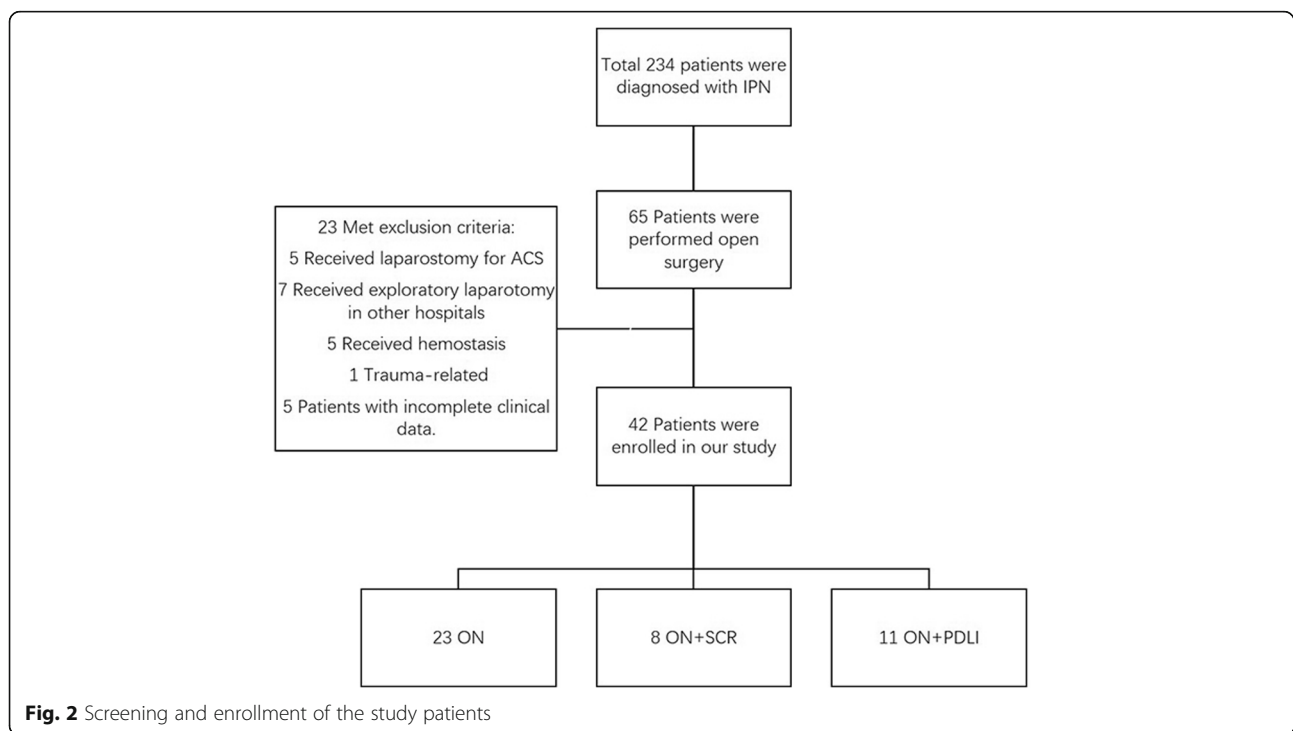 Total 234 patients were
diagnosed with IPN
65 Patients were
performed open
surgery
23 Met exclusion criteria:
5 Received laparostomy for ACS
7 Received exploratory laparotomy
in other hospitals
5 Received hemostasis
1 Trauma-related
5 Patients with incomplete clinical
data.
42 Patients were
enrolled in our study
23 ON
8 ON+SCR
11 ON+PDLI
Fig. 2 Screening and enrollment of the study patients